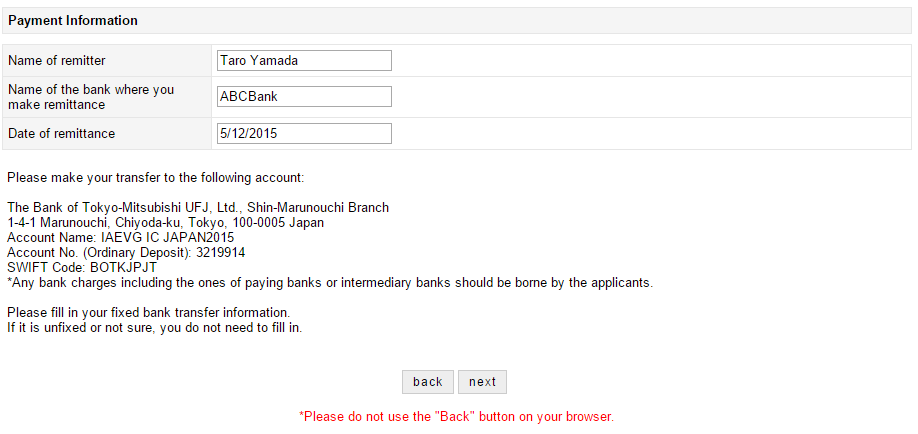 Payment Information
Name of remitter
Taro Yamada
Name of the bank where you
make remittance
ABCBank
Date of remittance
5/12/2015
Please make your transfer to the following account:
The Bank of Tokyo-Mitsubishi UFJ, Ltd., Shin-Marunouchi Branch
1-4-1 Marunouchi, Chiyoda-ku, Tokyo, 100-0005 Japan
Account Name: IAEVG IC JAPAN2015
Account No. (Ordinary Deposit): 3219914
SWIFT Code: BOTKJPJT
*Any bank charges including the ones of paying banks or intermediary banks should be borne by the applicants.
Please fill in your fixed bank transfer information.
If it is unfixed or not sure, you do not need to fill in.
back next
*Please do not use the "Back" button on your browser.